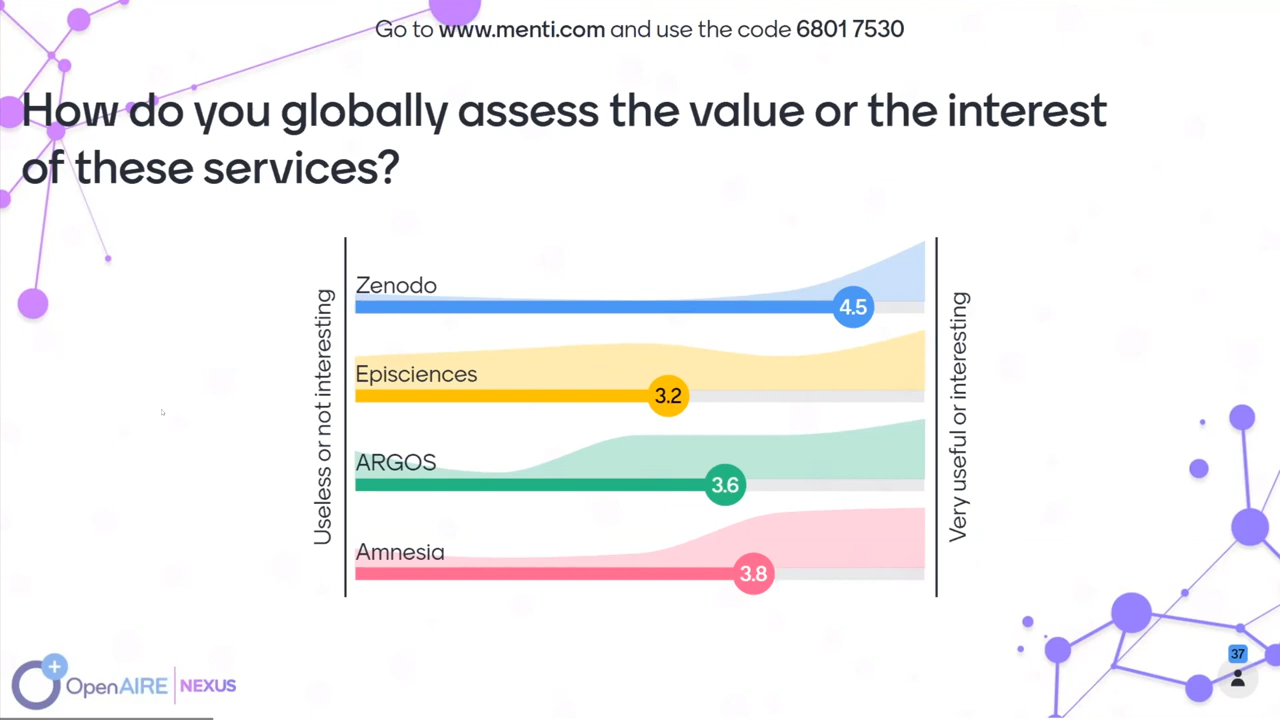 Go to www.menti.com and use the code 6801 7530
How do you globally assess the value or the interest
of these services?
Useless or not interesting
Zenodo
4.5
Episciences
3.2
ARGOS
3.6
Amnesia
3.8
Very useful or interesting
OpenAIRE NEXUS
37